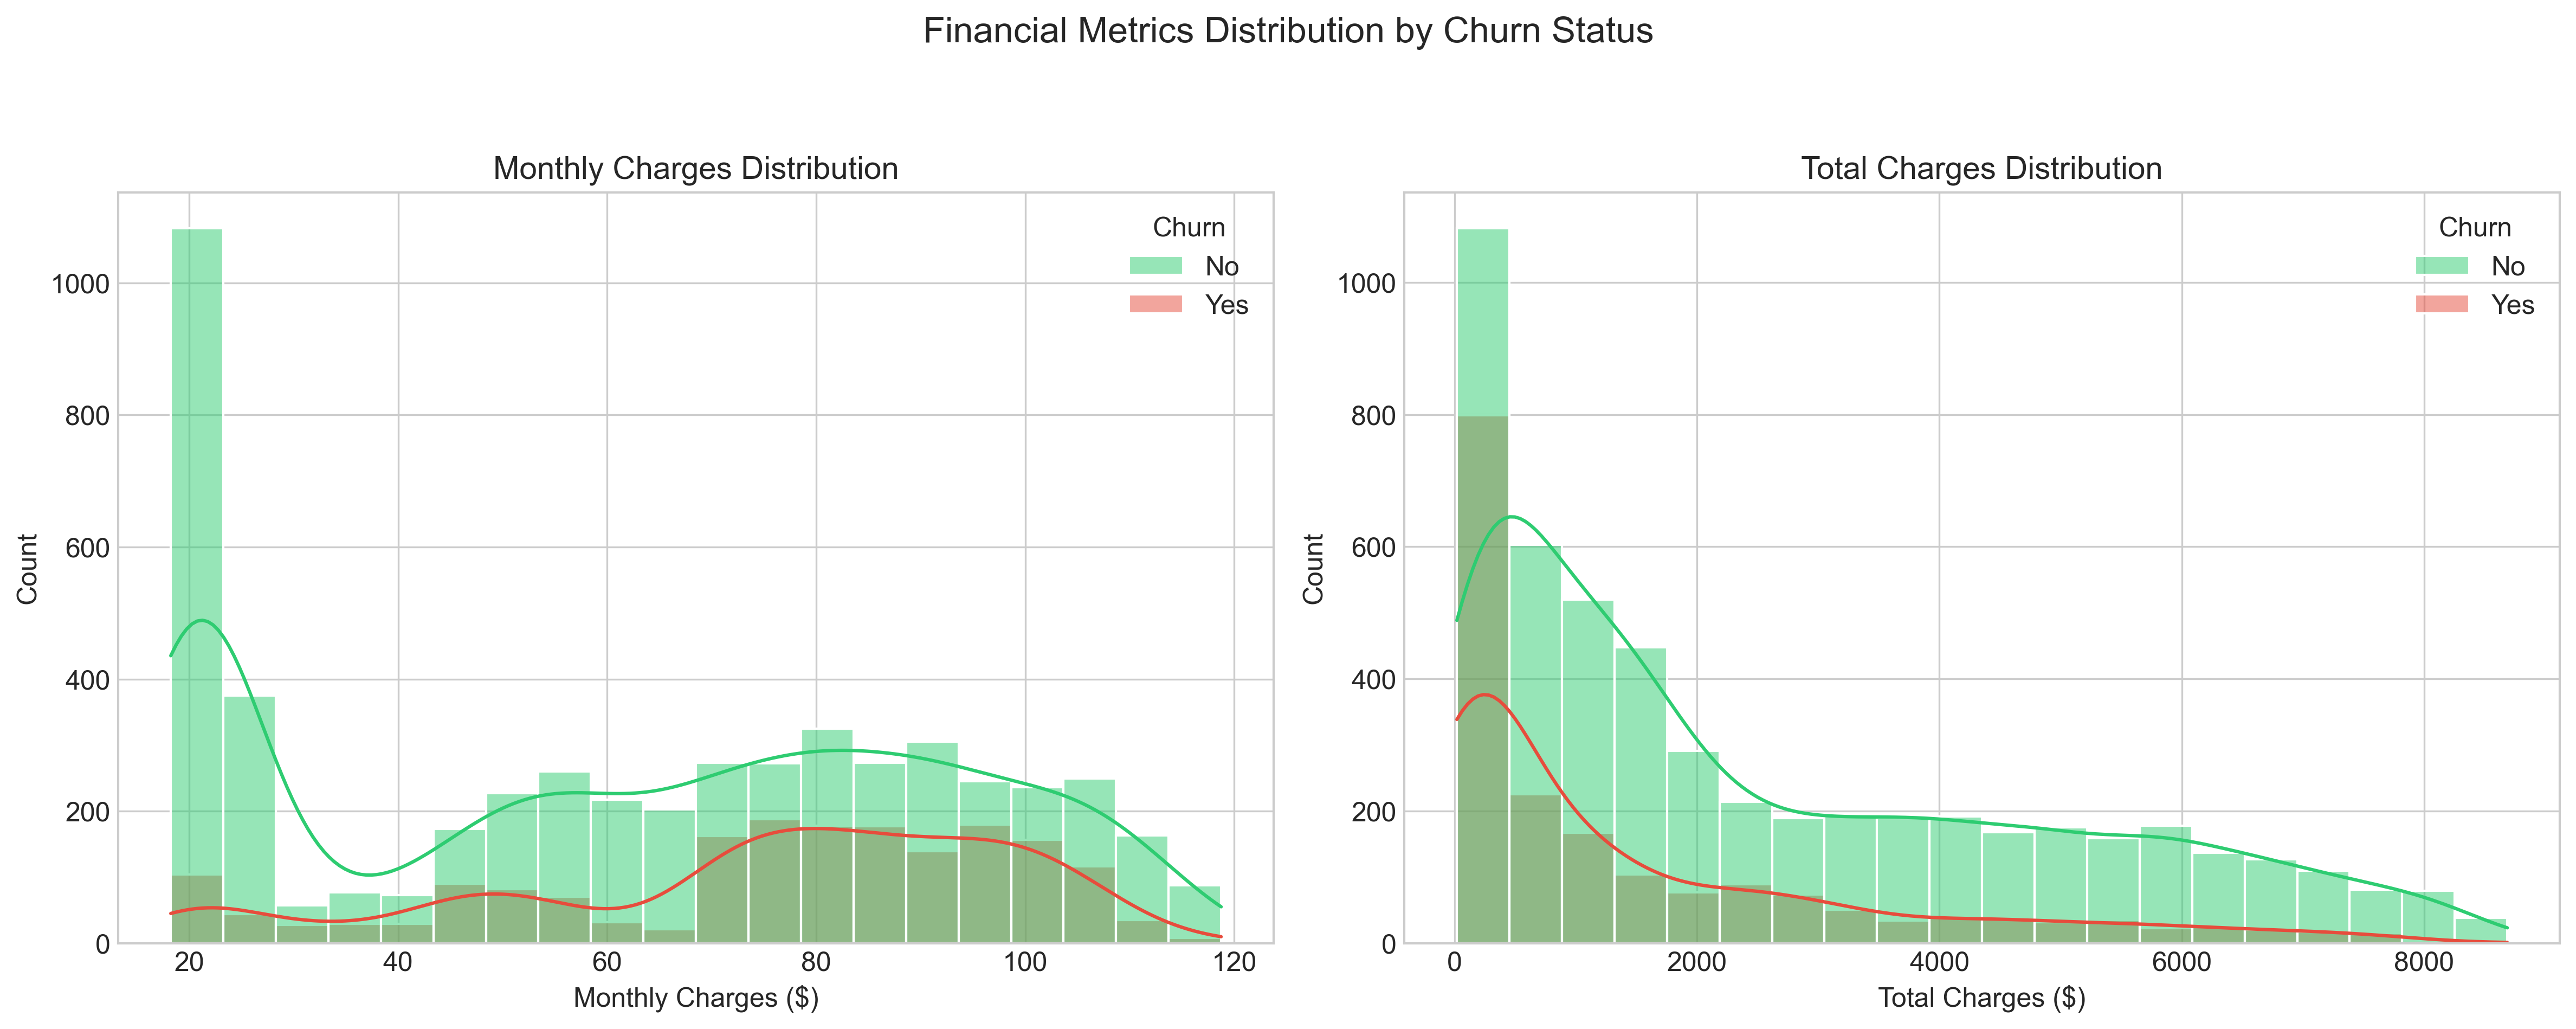 Financial Metrics Distribution by Churn Status
Monthly Charges Distribution
Churn
No
Yes
1000
800
600
400
200
0
Count
20 40 60 80 100 120
Monthly Charges ($)
Total Charges Distribution
Churn
No
Yes
1000
800
600
400
200
0
Count
0 2000 4000 6000 8000
Total Charges ($)